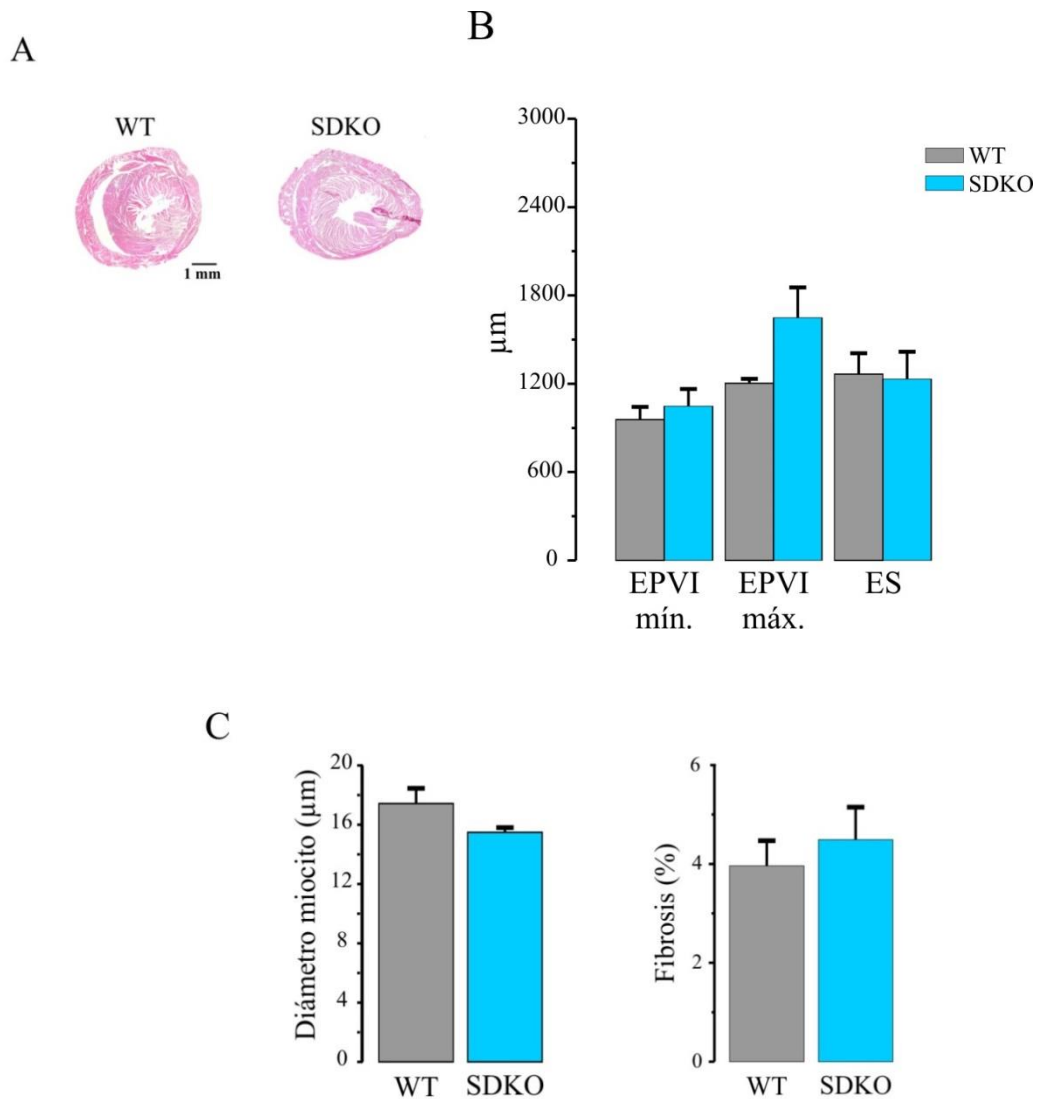 A
WT
SDKO
1 mm
B
µm
3000
2400
1800
1200
600
0
WT
SDKO
EPVI
mín.
EPVI
máx.
ES
C
Diámetro miocito (µm)
20
16
12
8
4
0
WT
SDKO
Fibrosis (%)
6
4
2
0
WT
SDKO